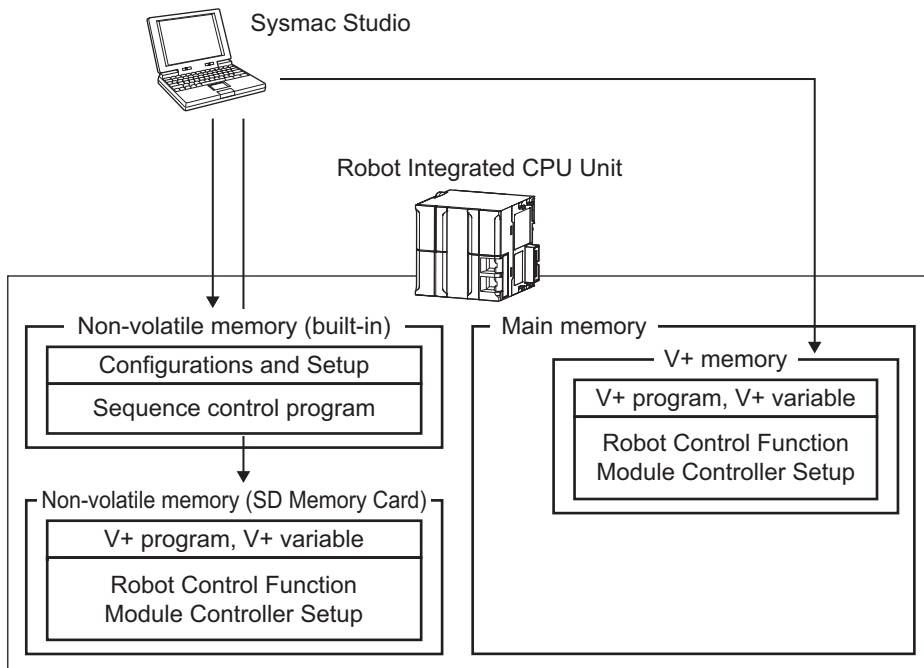 Sysmac Studio
Robot Integrated CPU Unit
Non-volatile memory (built-in)
Configurations and Setup
Sequence control program
Non-volatile memory (SD Memory Card)
V+ program, V+ variable
Robot Control Function
Module Controller Setup
Main memory
V+ memory
V+ program, V+ variable
Robot Control Function
Module Controller Setup